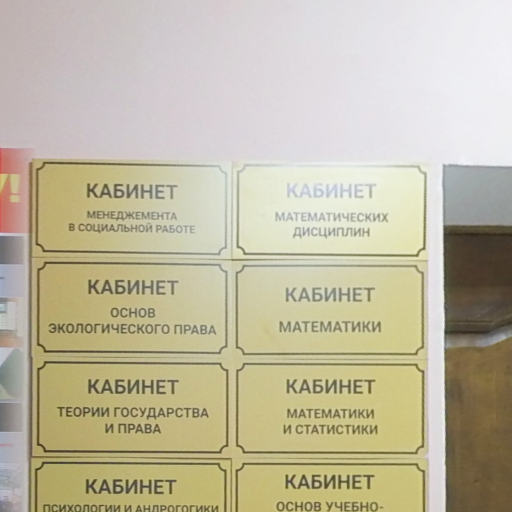 У!
КАБИНЕТ
МЕНЕДЖЕМЕНТА
В СОЦИАЛЬНОЙ РАБОТЕ
КАБИНЕТ
МАТЕМАТИЧЕСКИХ
ДИСЦИПЛИН
КАБИНЕТ
ОСНОВ
ЭКОЛОГИЧЕСКОГО ПРАВА
КАБИНЕТ
МАТЕМАТИКИ
КАБИНЕТ
ТЕОРИИ ГОСУДАРСТВА
И ПРАВА
КАБИНЕТ
МАТЕМАТИКИ
И СТАТИСТИКИ
КАБИНЕТ
ПСИХОЛОГИИ И АНДРОГОГИКИ
КАБИНЕТ
ОСНОВ УЧЕБНО-